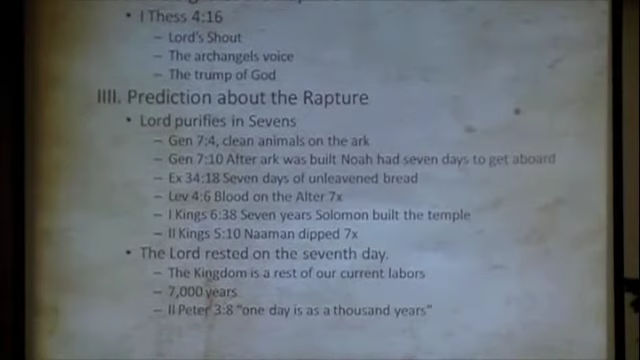 • I Thess 4:16
– Lord's Shout
– The archangels voice
– The trump of God
IIII. Prediction about the Rapture
• Lord purifies in Sevens
– Gen 7:4, clean animals on the ark
– Gen 7:10 After ark was built Noah had seven days to get aboard
– Ex 34:18 Seven days of unleavened bread
– Lev 4:6 Blood on the Alter 7x
– I Kings 6:38 Seven years Solomon built the temple
– II Kings 5:10 Naaman dipped 7x
• The Lord rested on the seventh day.
– The Kingdom is a rest of our current labors
– 7,000 years
– II Peter 3:8 "one day is as a thousand years"